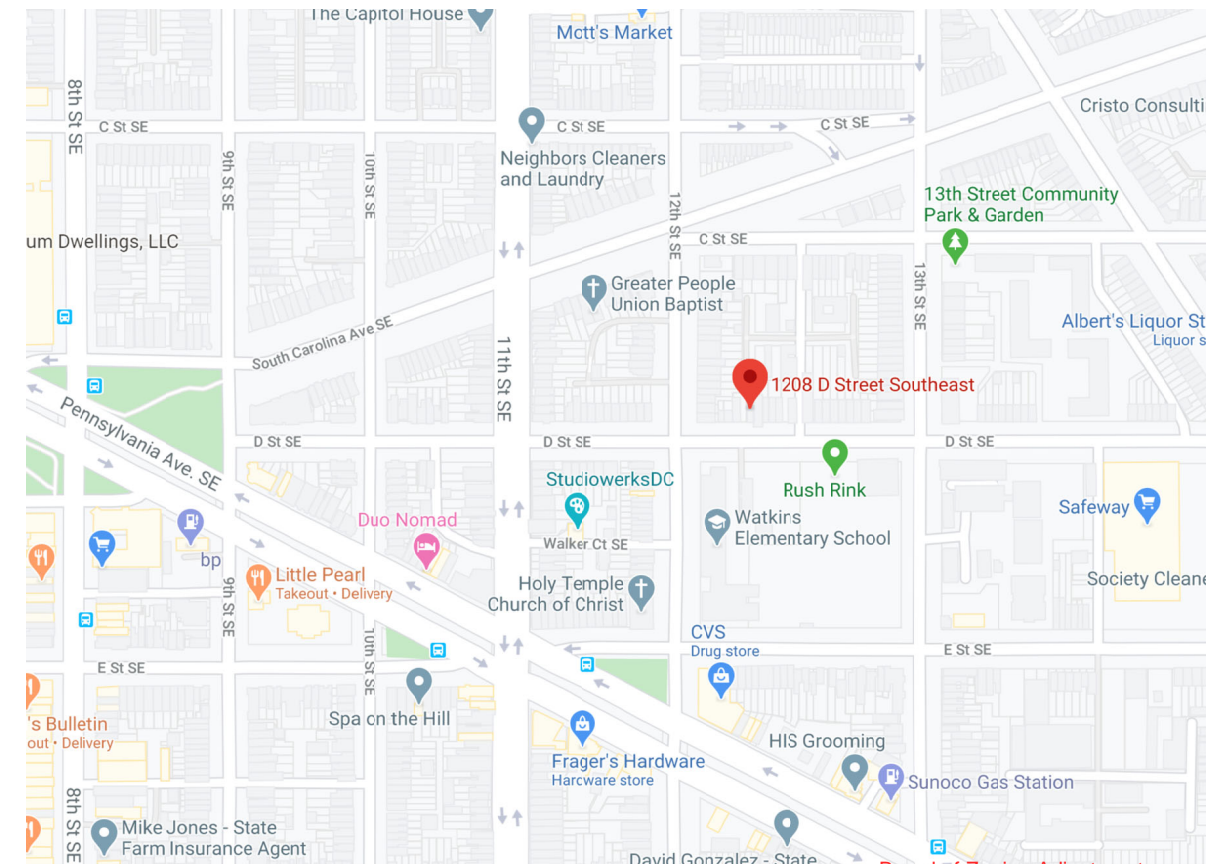 The Capitol House
Mott's Market
8th St SE
C St SE
C St SE
C St SE
Cristo Consulti
Neighbors Cleaners
and Laundry
9th St SE
10th St SE
12th St SE
13th Street Community
Park & Garden
um Dwellings, LLC
C St SE
13th St SE
Greater People
Union Baptist
South Carolina Ave SE
11th St SE
Albert's Liquor St
Liquor s
1208 D Street Southeast
Pennsylvania Ave. SE
D St SE
D St SE
D St SE
StudiowerksDC
Rush Rink
Safeway
Duo Nomad
Watkins
Elementary School
Walker Ct SE
bp
Little Pearl
Takeout • Delivery
Holy Temple
Church of Christ
Society Cleane
9th St SE
10th St SE
CVS
Drug store
E St SE
E St SE
Spa on the Hill
's Bulletin
out • Delivery
HIS Grooming
Frager's Hardware
Hardware store
Sunoco Gas Station
8th St SE
Mike Jones - State
Farm Insurance Agent
David Gonzalez - State